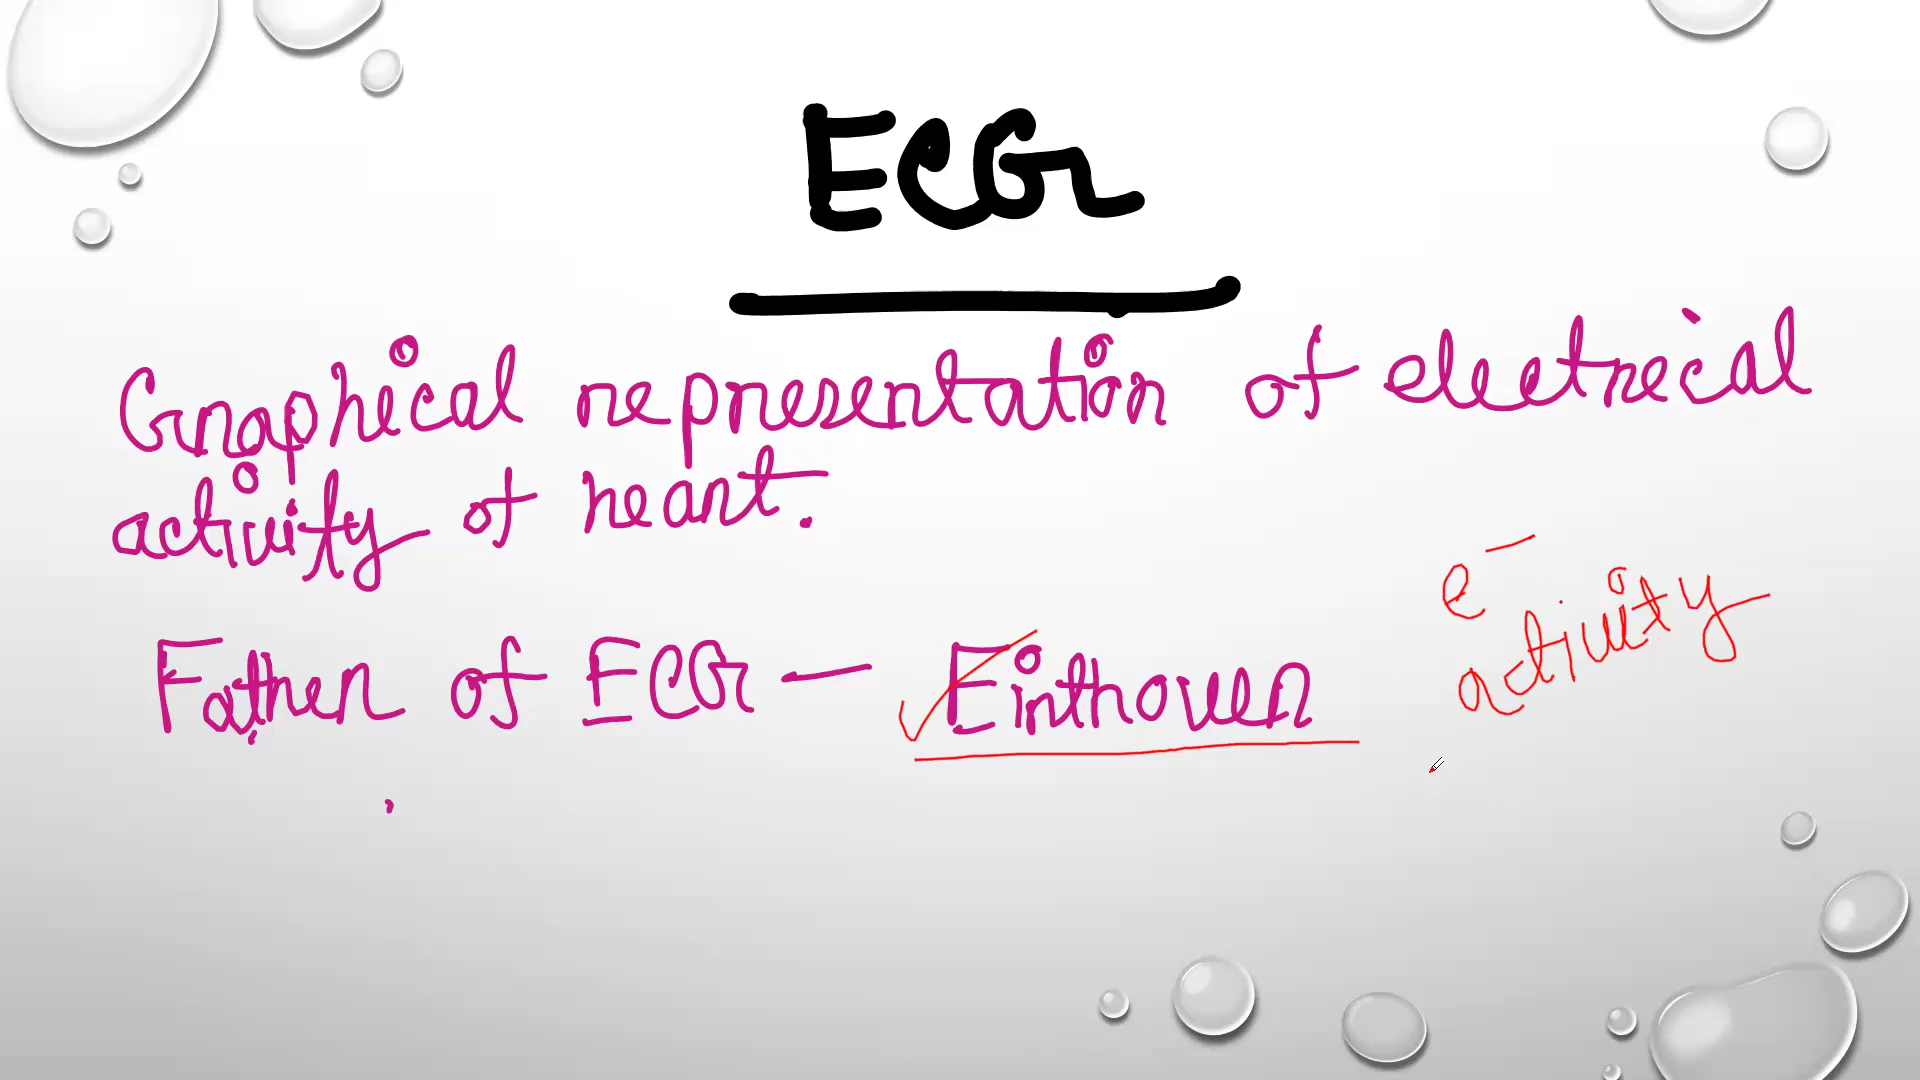 ECG
Graphical representation of electrical
activity of heart.
Father of ECG — Einthoven
e⁻
activity